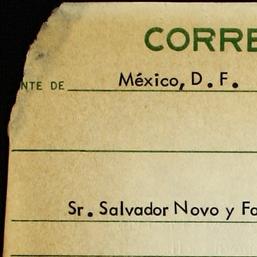 CORRE
NTE DE México, D. F.
Sr. Salvador Novo y Fa